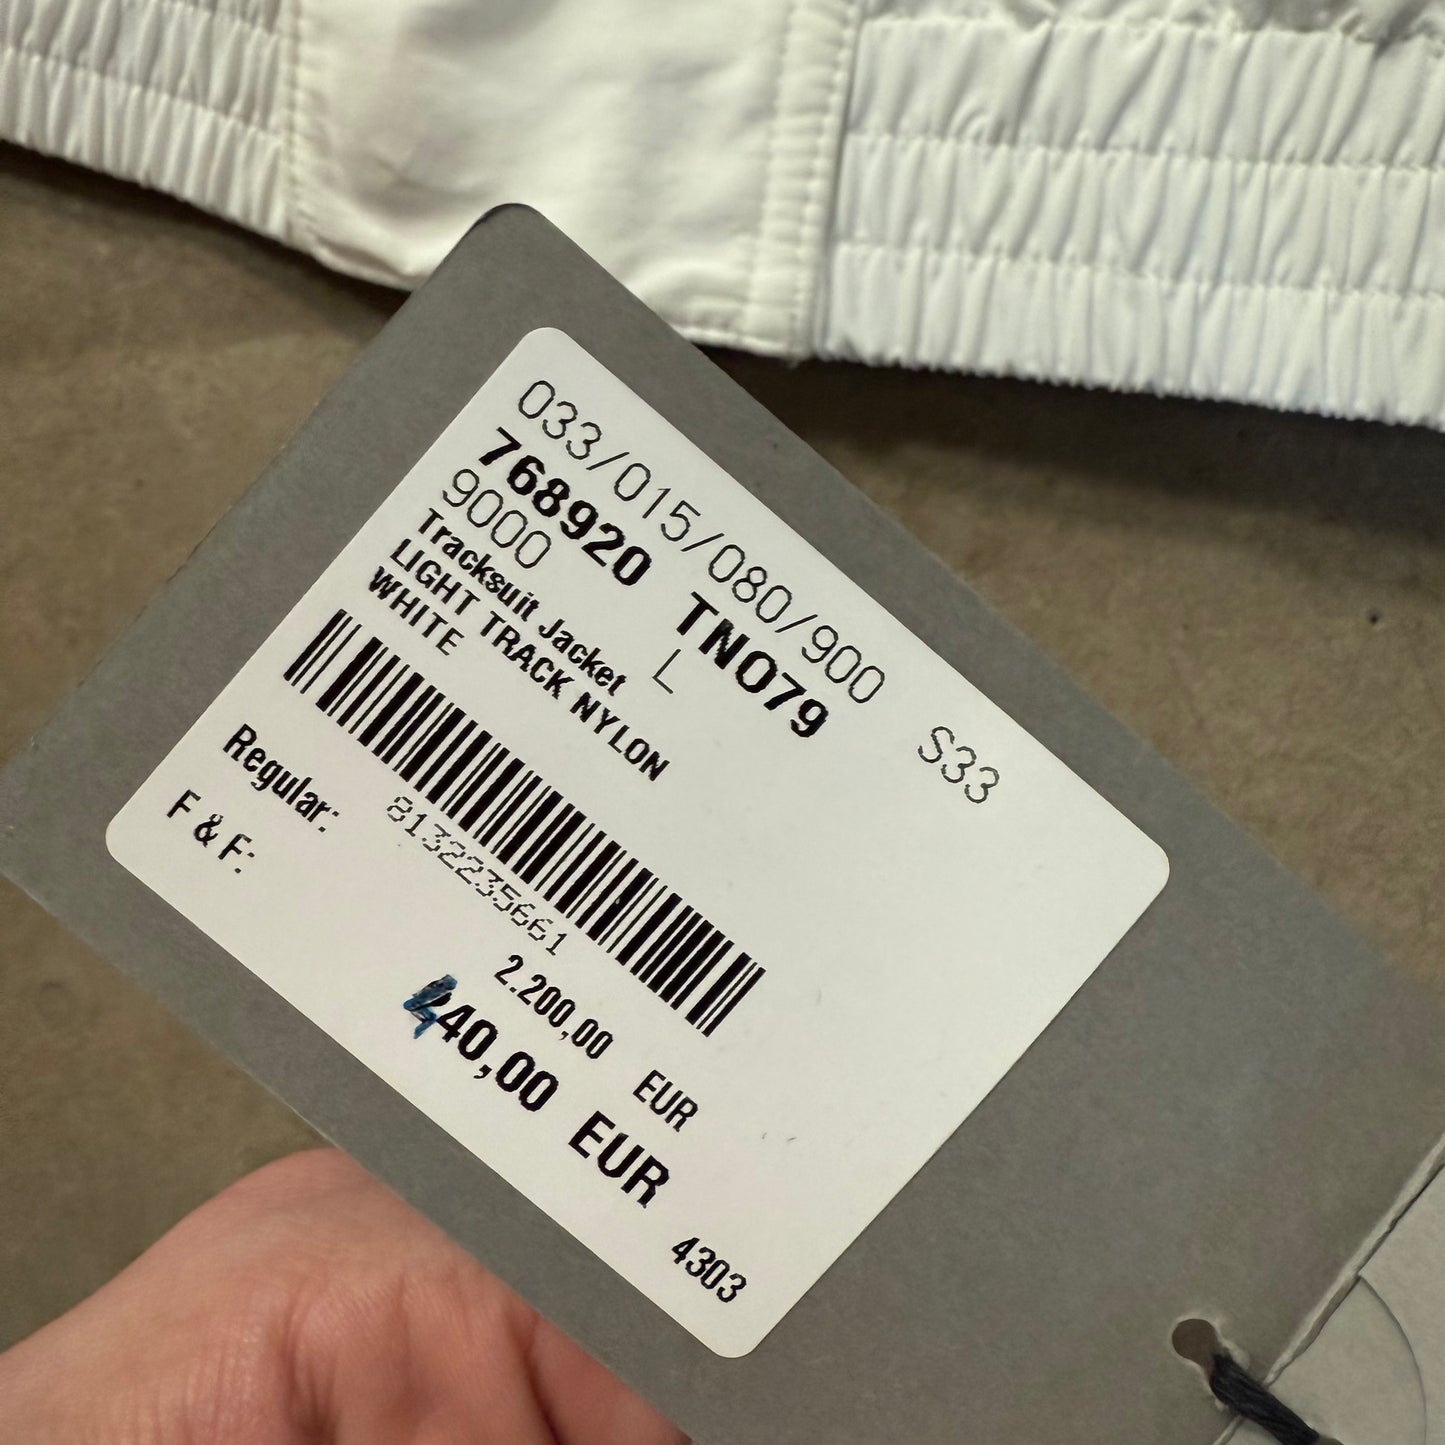 033/015/080/900 S33
768920 TNO79
9000 L
Tracksuit Jacket
LIGHT TRACK NYLON
WHITE
8132235661
Regular: 2.200,00 EUR
F & F: 440,00 EUR
4303